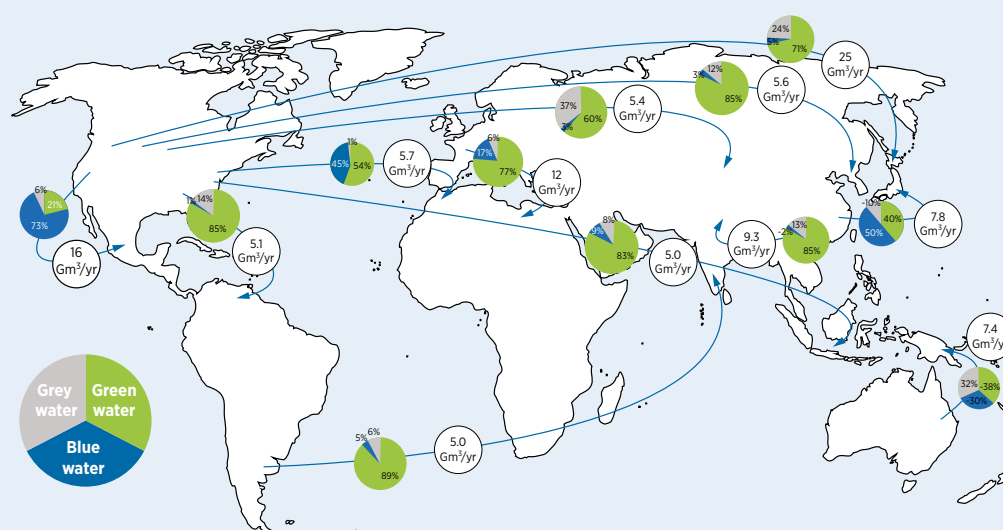 24%
5%
71%
25
Gm³/yr
12%
3%
85%
5.6
Gm³/yr
37%
3%
60%
5.4
Gm³/yr
1%
45%
54%
5.7
Gm³/yr
6%
17%
77%
12
Gm³/yr
6%
21%
73%
16
Gm³/yr
14%
1%
85%
5.1
Gm³/yr
8%
9%
83%
5.0
Gm³/yr
9.3
Gm³/yr
13%
-2%
85%
-10%
40%
50%
7.8
Gm³/yr
7.4
Gm³/y
32%
-38%
-30%
Grey
water
Green
water
Blue
water
5%
6%
89%
5.0
Gm³/yr